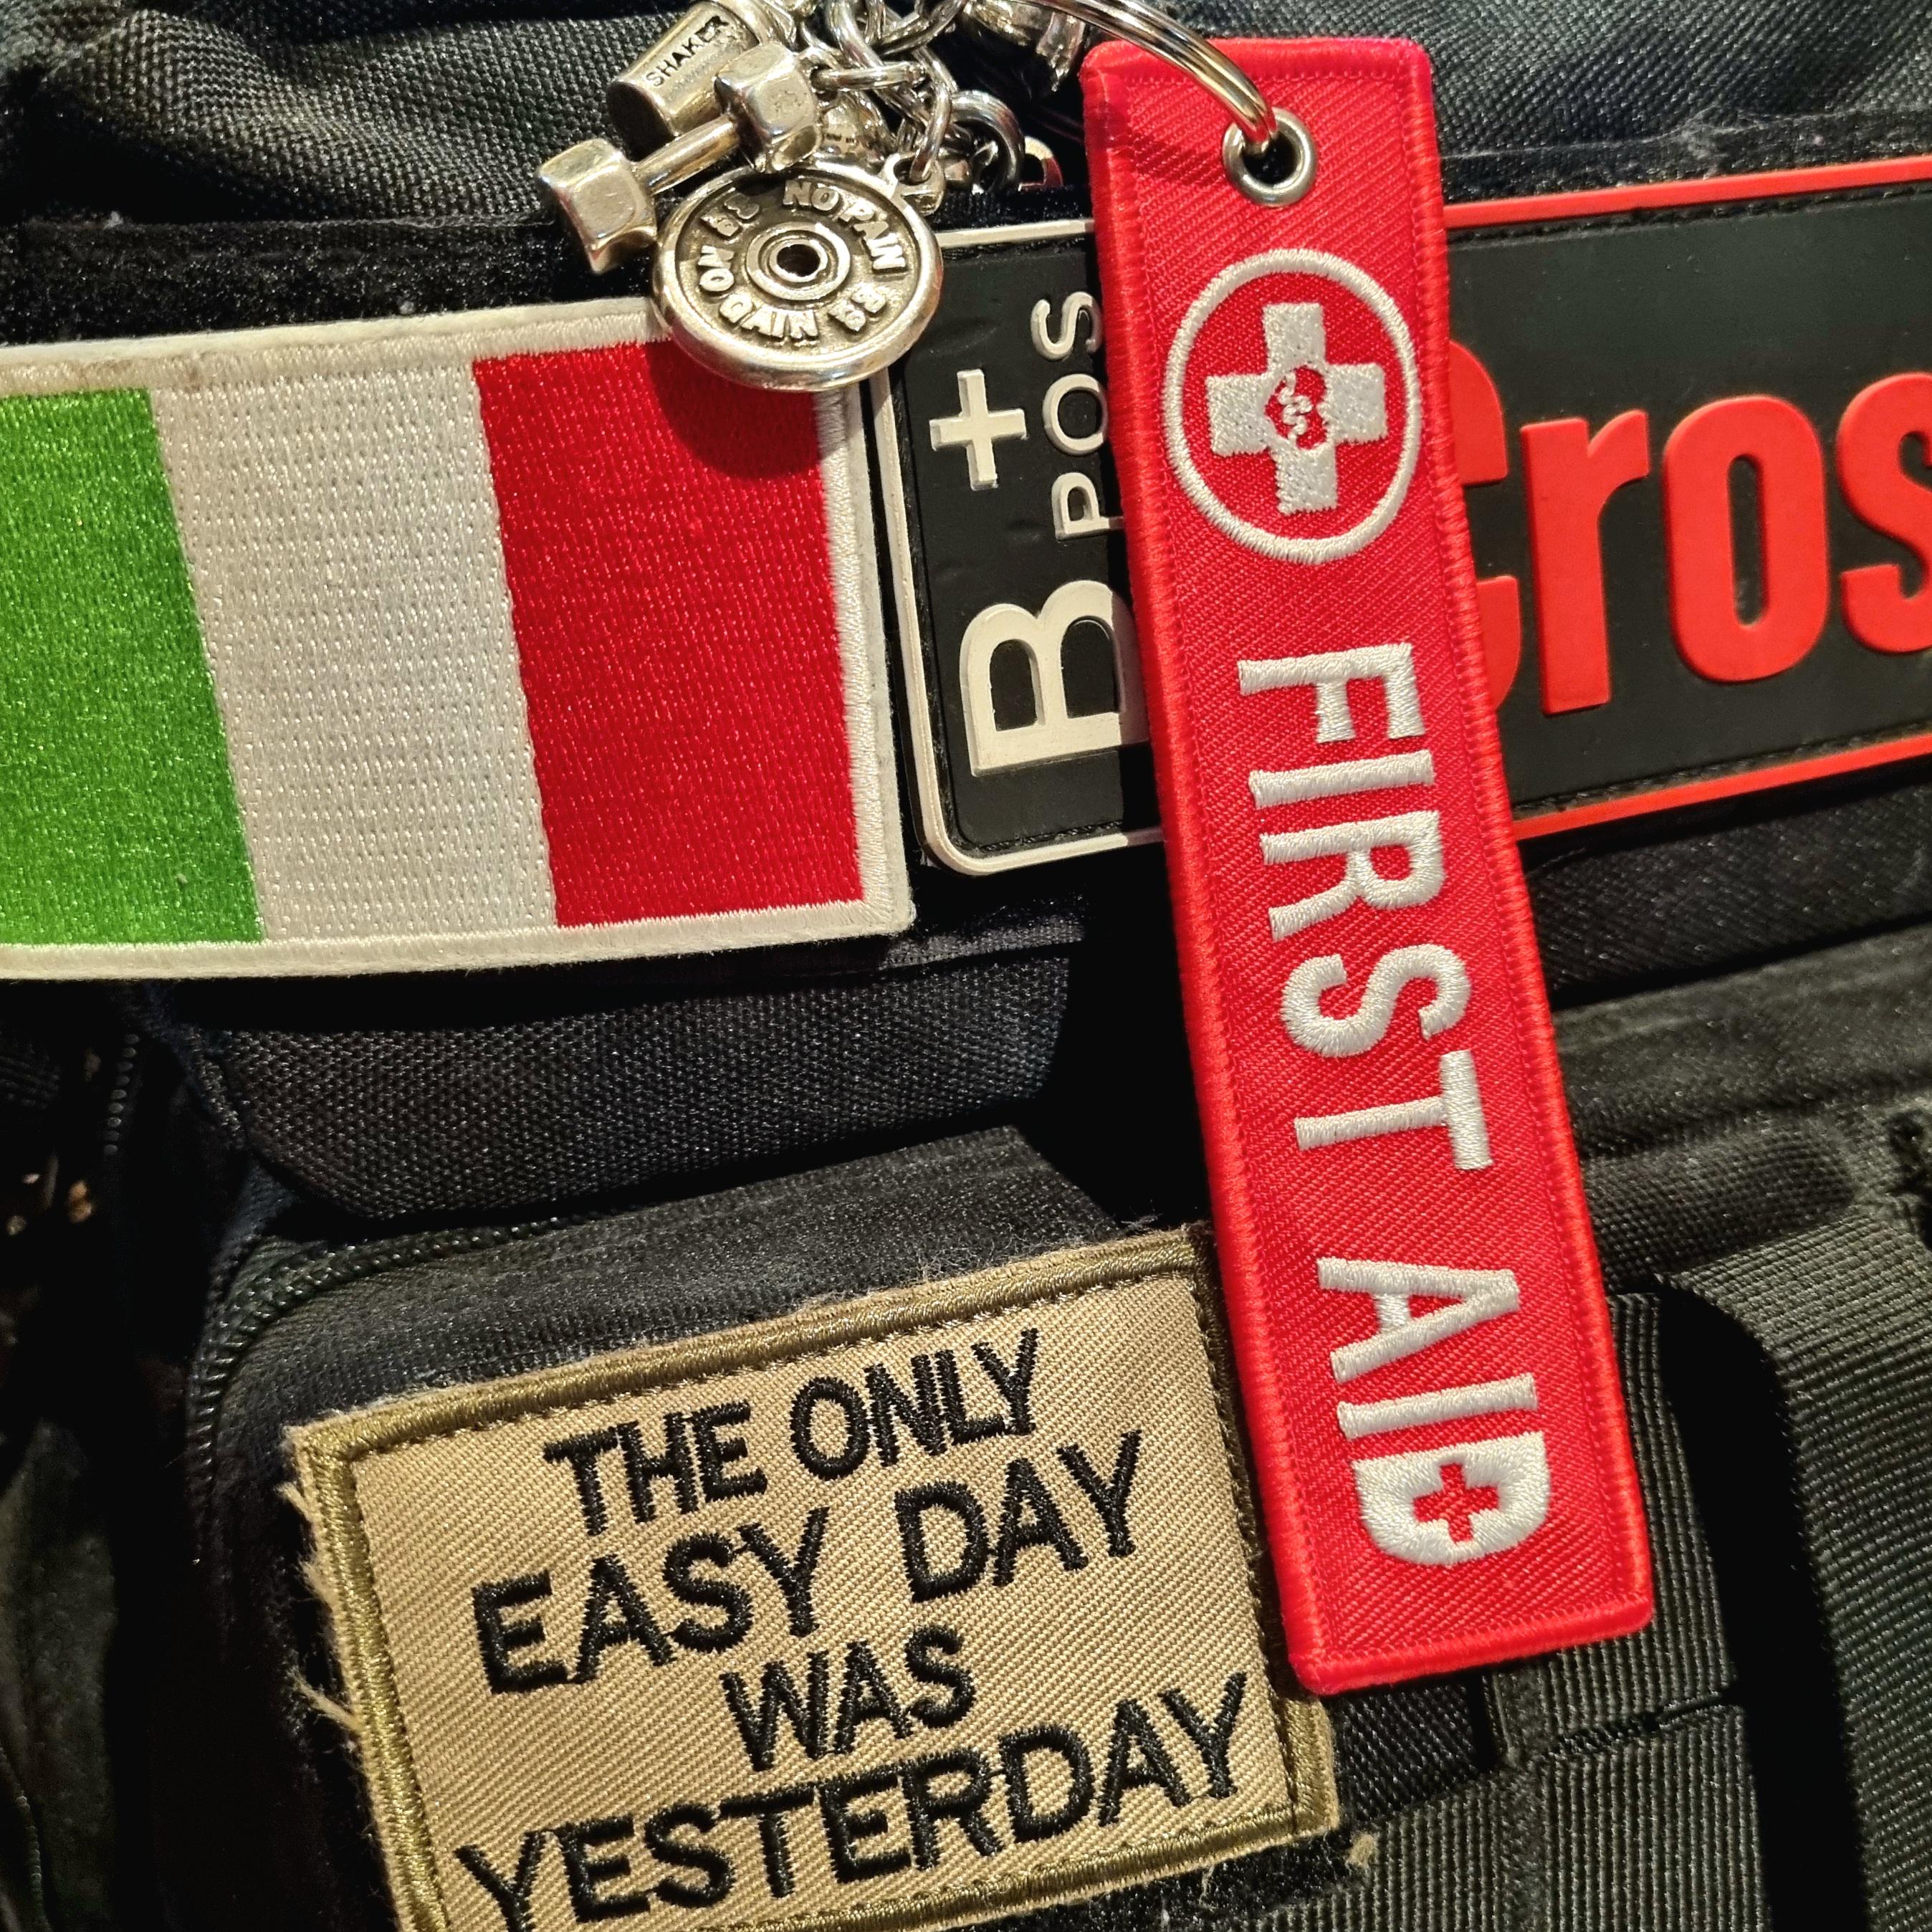 SHAKER
NO PAIN
NO GAIN
B+
POS
Cros
FIRST AID
THE ONLY
EASY DAY
WAS
YESTERDAY